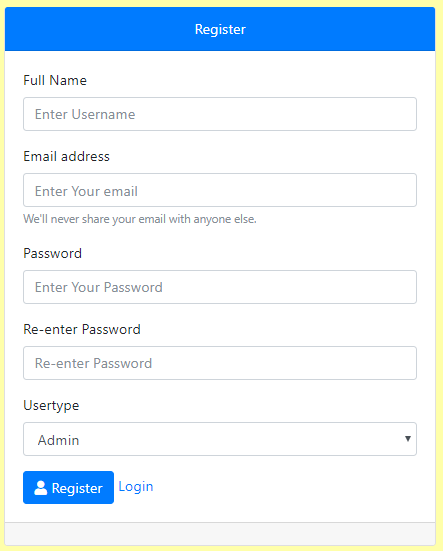 Register
Full Name
Enter Username
Email address
Enter Your email
We'll never share your email with anyone else.
Password
Enter Your Password
Re-enter Password
Re-enter Password
Usertype
Admin
Register Login